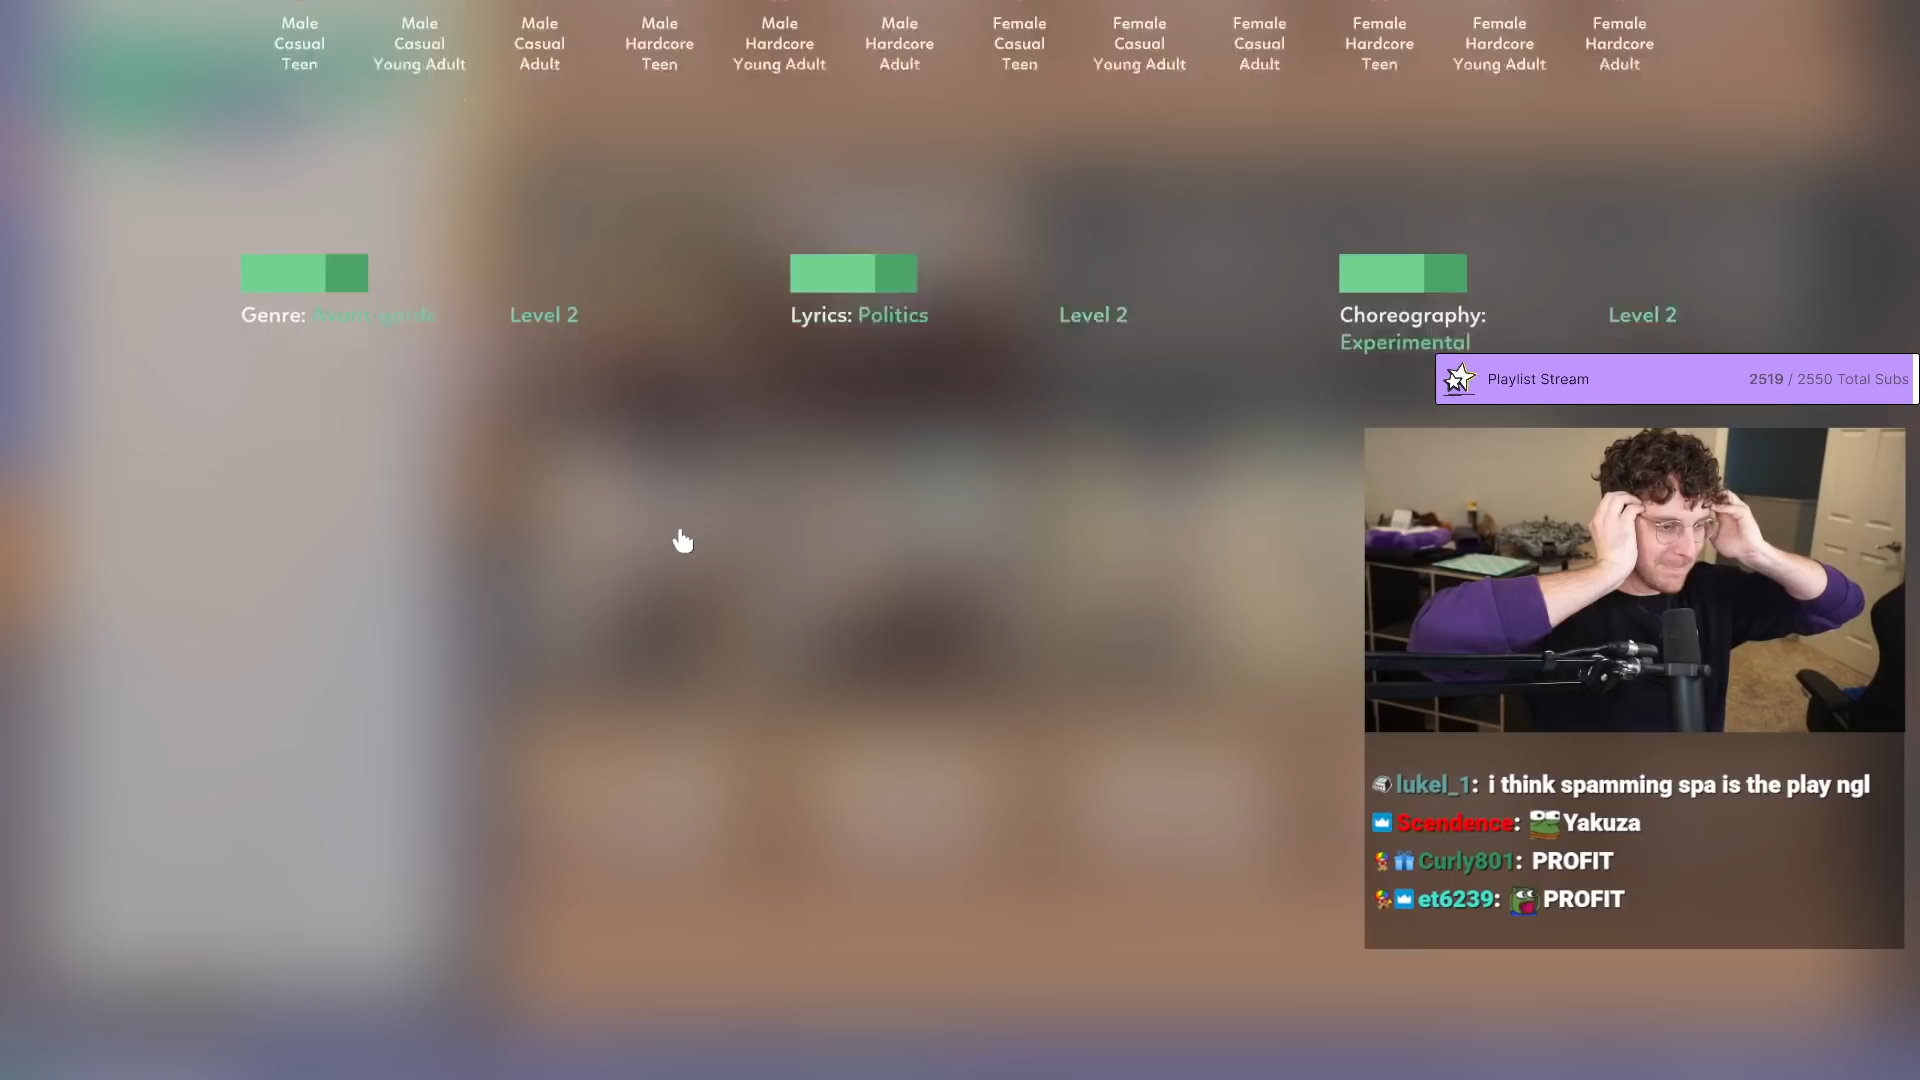 Male Casual Teen
Male Casual Young Adult
Male Casual Adult
Male Hardcore Teen
Male Hardcore Young Adult
Male Hardcore Adult
Female Casual Teen
Female Casual Young Adult
Female Casual Adult
Female Hardcore Teen
Female Hardcore Young Adult
Female Hardcore Adult
Genre:
Level 2
Lyrics: Politics
Level 2
Choreography:
Experimental
Level 2
Playlist Stream
2519 / 2550 Total Subs
lukel_1: i think spamming spa is the play ngl
Scendence: Yakuza
Curly801: PROFIT
et6239: PROFIT